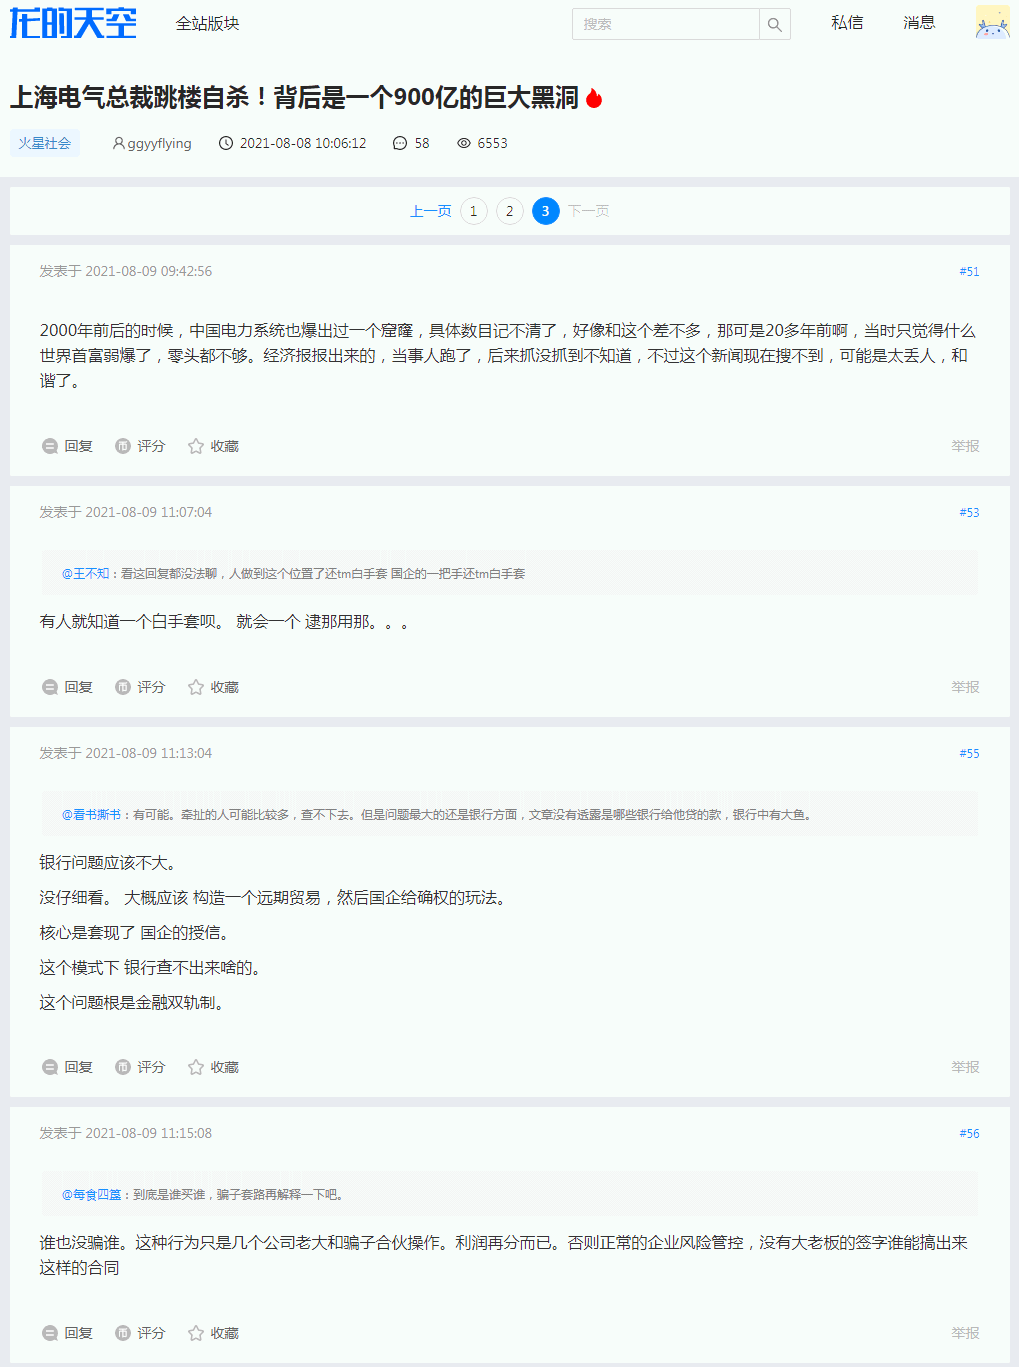 龙的天空
全站版块
搜索
私信
消息
上海电气总裁跳楼自杀！背后是一个900亿的巨大黑洞
火星社会 ggyyflying 2021-08-08 10:06:12 58 6553
上一页 1 2 3 下一页
发表于 2021-08-09 09:42:56 #51
2000年前后的时候，中国电力系统也爆出过一个窟窿，具体数目记不清了，好像和这个差不多，那可是20多年前啊，当时只觉得什么
世界首富弱爆了，零头都不够。经济报报出来的，当事人跑了，后来抓没抓到不知道，不过这个新闻现在搜不到，可能是太丢人，和
谐了。
回复 评分 收藏 举报
发表于 2021-08-09 11:07:04 #53
@王不知：看这回复都没法聊，人做到这个位置了还tm白手套 国企的一把手还tm白手套
有人就知道一个白手套呗。 就会一个 逮那用那。。。
回复 评分 收藏 举报
发表于 2021-08-09 11:13:04 #55
@看书撕书：有可能。牵扯的人可能比较多，查不下去。但是问题最大的还是银行方面，文章没有透露是哪些银行给他贷的款，银行中有大鱼。
银行问题应该不大。
没仔细看。 大概应该 构造一个远期贸易，然后国企给确权的玩法。
核心是套现了 国企的授信。
这个模式下 银行查不出来啥的。
这个问题根是金融双轨制。
回复 评分 收藏 举报
发表于 2021-08-09 11:15:08 #56
@每食四簋：到底是谁买谁，骗子套路再解释一下吧。
谁也没骗谁。这种行为只是几个公司老大和骗子合伙操作。利润再分而已。否则正常的企业风险管控，没有大老板的签字谁能搞出来
这样的合同
回复 评分 收藏 举报